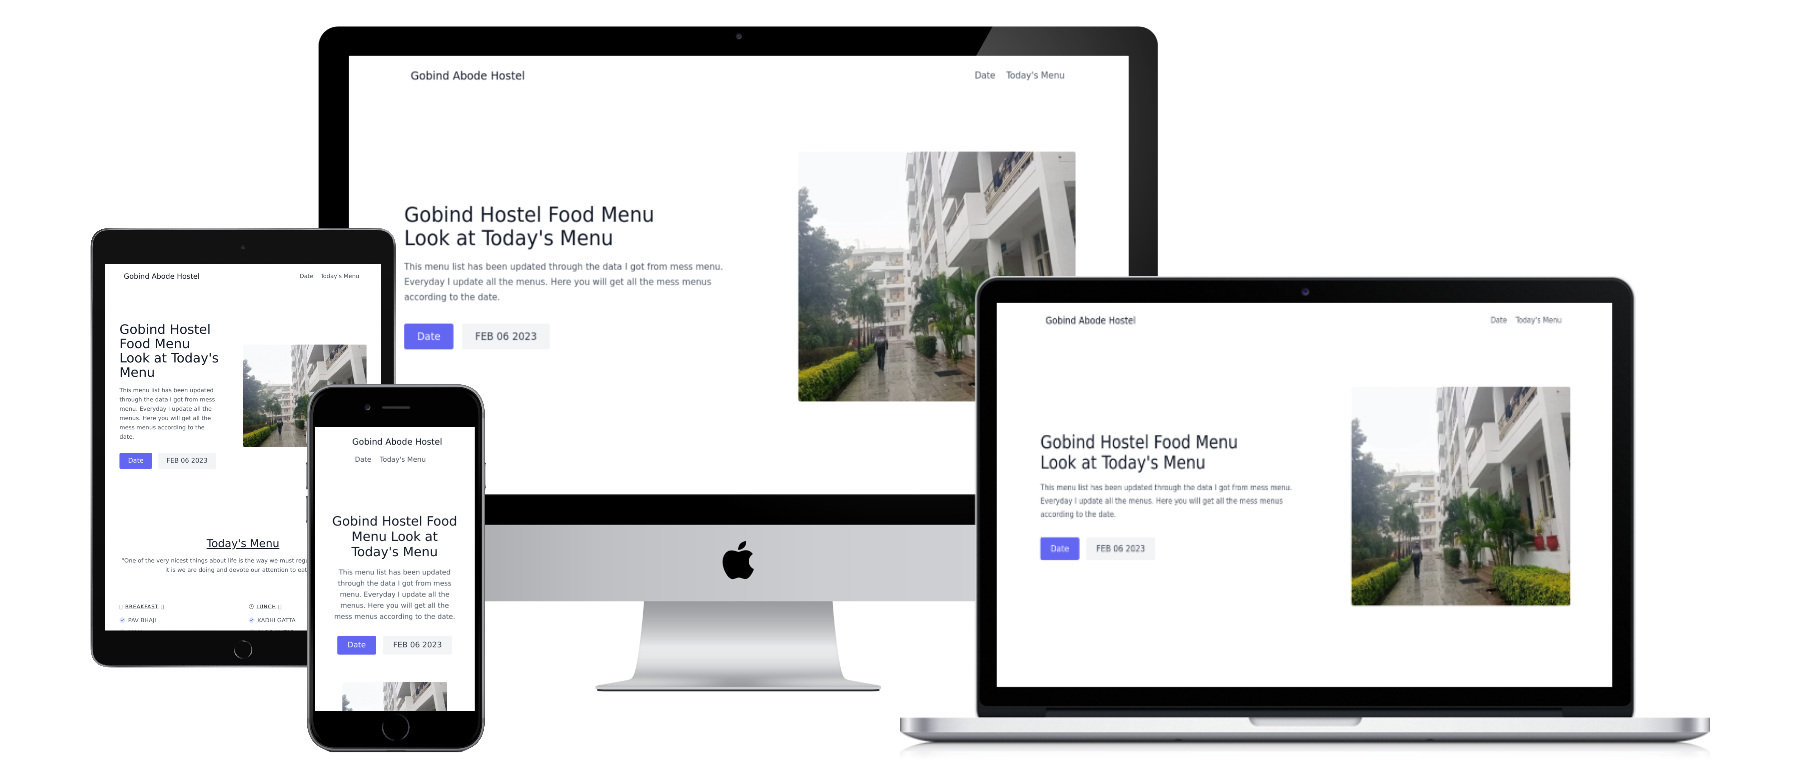 Gobind Abode Hostel
Date Today's Menu
Gobind Hostel Food Menu
Look at Today's Menu
This menu list has been updated through the data I got from mess menu.
Everyday I update all the menus. Here you will get all the mess menus
according to the date.
Date FEB 06 2023
Gobind Abode Hostel
Date Today's Menu
Gobind Hostel
Food Menu
Look at Today's
Menu
This menu list has been updated
through the data I got from mess
menu. Everyday I update all the
menus. Here you will get all the
mess menus according to the
date.
Date FEB 06 2023
Today's Menu
"One of the very nicest things about life is the way we must
it is we are doing and devote our attention to
BREAKFAST
LUNCH
PAV BHAJI
KADHI GATTA
Gobind Abode Hostel
Date Today's Menu
Gobind Hostel Food
Menu Look at
Today's Menu
This menu list has been updated
through the data I got from mess
menu. Everyday I update all the
menus. Here you will get all the
mess menus according to the date.
Date FEB 06 2023
Gobind Abode Hostel
Date Today's Menu
Gobind Hostel Food Menu
Look at Today's Menu
This menu list has been updated through the data I got from mess menu.
Everyday I update all the menus. Here you will get all the mess menus
according to the date.
Date FEB 06 2023